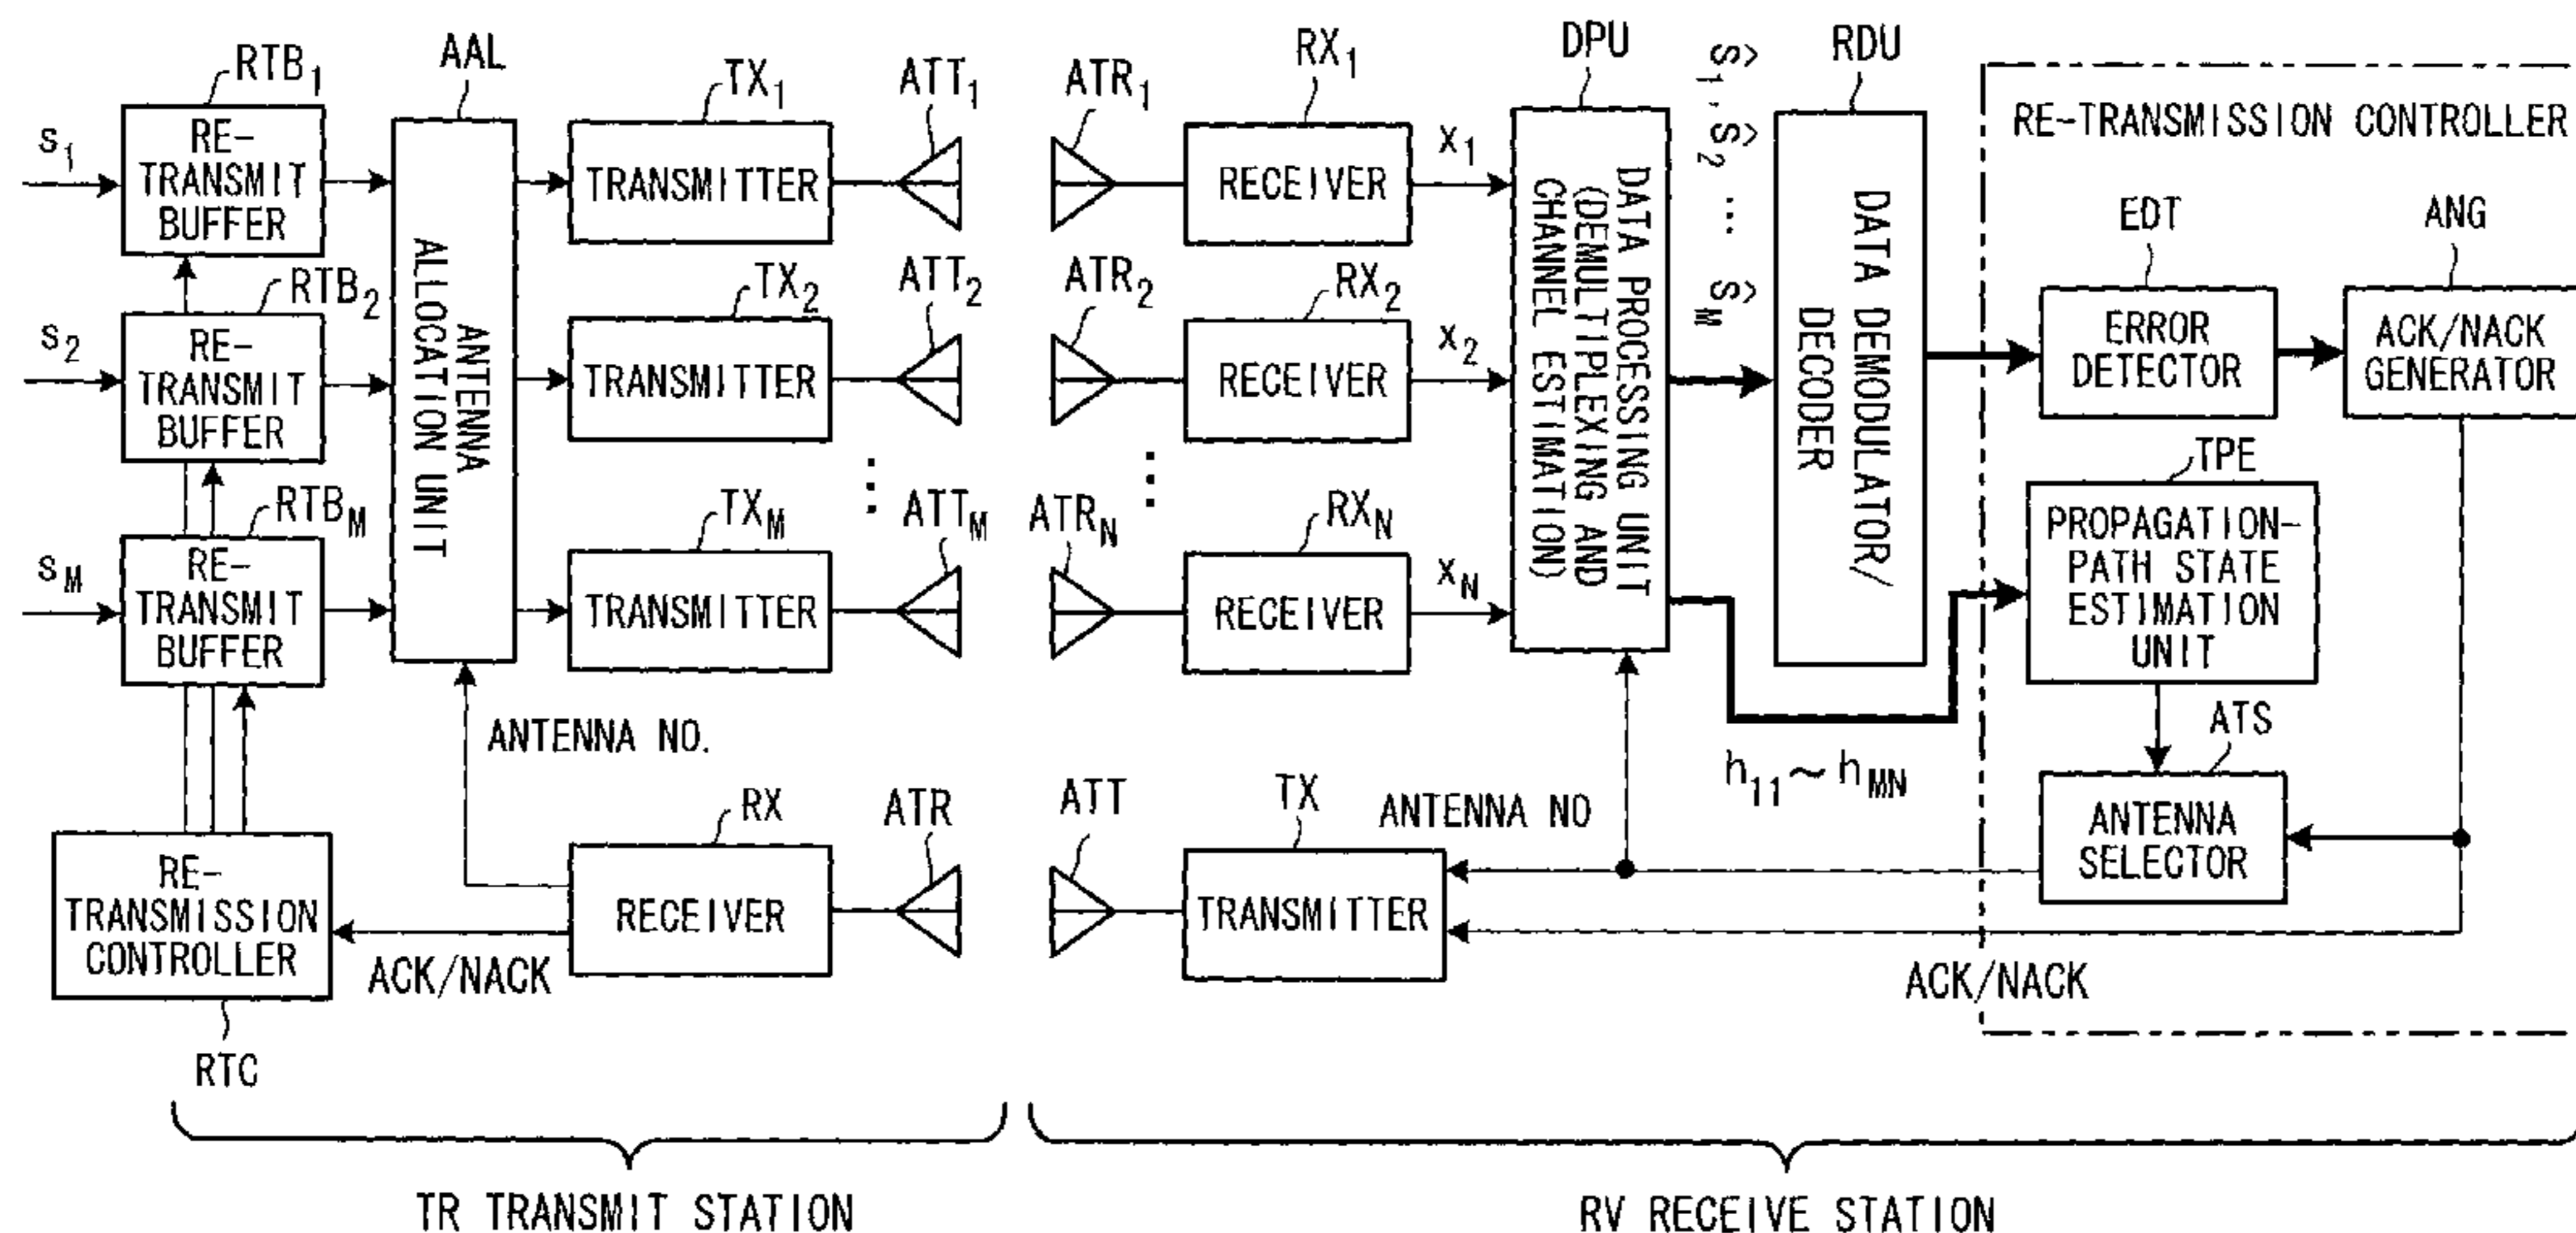 RTB1
AAL
TX1
ATT1
ATR1
RX1
DPU
ŝ1, ŝ2 ... ŝM
RDU
RE-TRANSMISSION CONTROLLER
s1
RE-
TRANSMIT
BUFFER
TRANSMITTER
RECEIVER
x1
EDT
ANG
RTB2
TX2
ATT2
ATR2
RX2
s2
RE-
TRANSMIT
BUFFER
ANTENNA
ALLOCATION UNIT
TRANSMITTER
RECEIVER
x2
DATA PROCESSING UNIT
(DEMULTIPLEXING AND
CHANNEL ESTIMATION)
DATA DEMODULATOR/
DECODER
ERROR
DETECTOR
ACK/NACK
GENERATOR
RTBM
TXM
ATTM
ATRN
RXN
TPE
sM
RE-
TRANSMIT
BUFFER
TRANSMITTER
RECEIVER
xN
PROPAGATION-
PATH STATE
ESTIMATION
UNIT
ANTENNA NO.
RX
ATR
ATT
TX
ANTENNA NO
h11~hMN
ATS
RE-
TRANSMISSION
CONTROLLER
ACK/NACK
RECEIVER
TRANSMITTER
ANTENNA
SELECTOR
ACK/NACK
RTC
TR TRANSMIT STATION
RV RECEIVE STATION